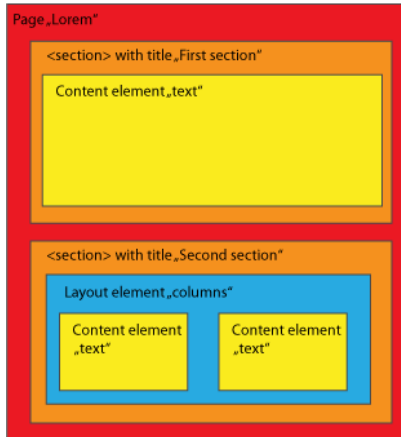 Page „Lorem“
<section> with title „First section“
Content element „text“
<section> with title „Second section“
Layout element „columns“
Content element
„text“
Content element
„text“